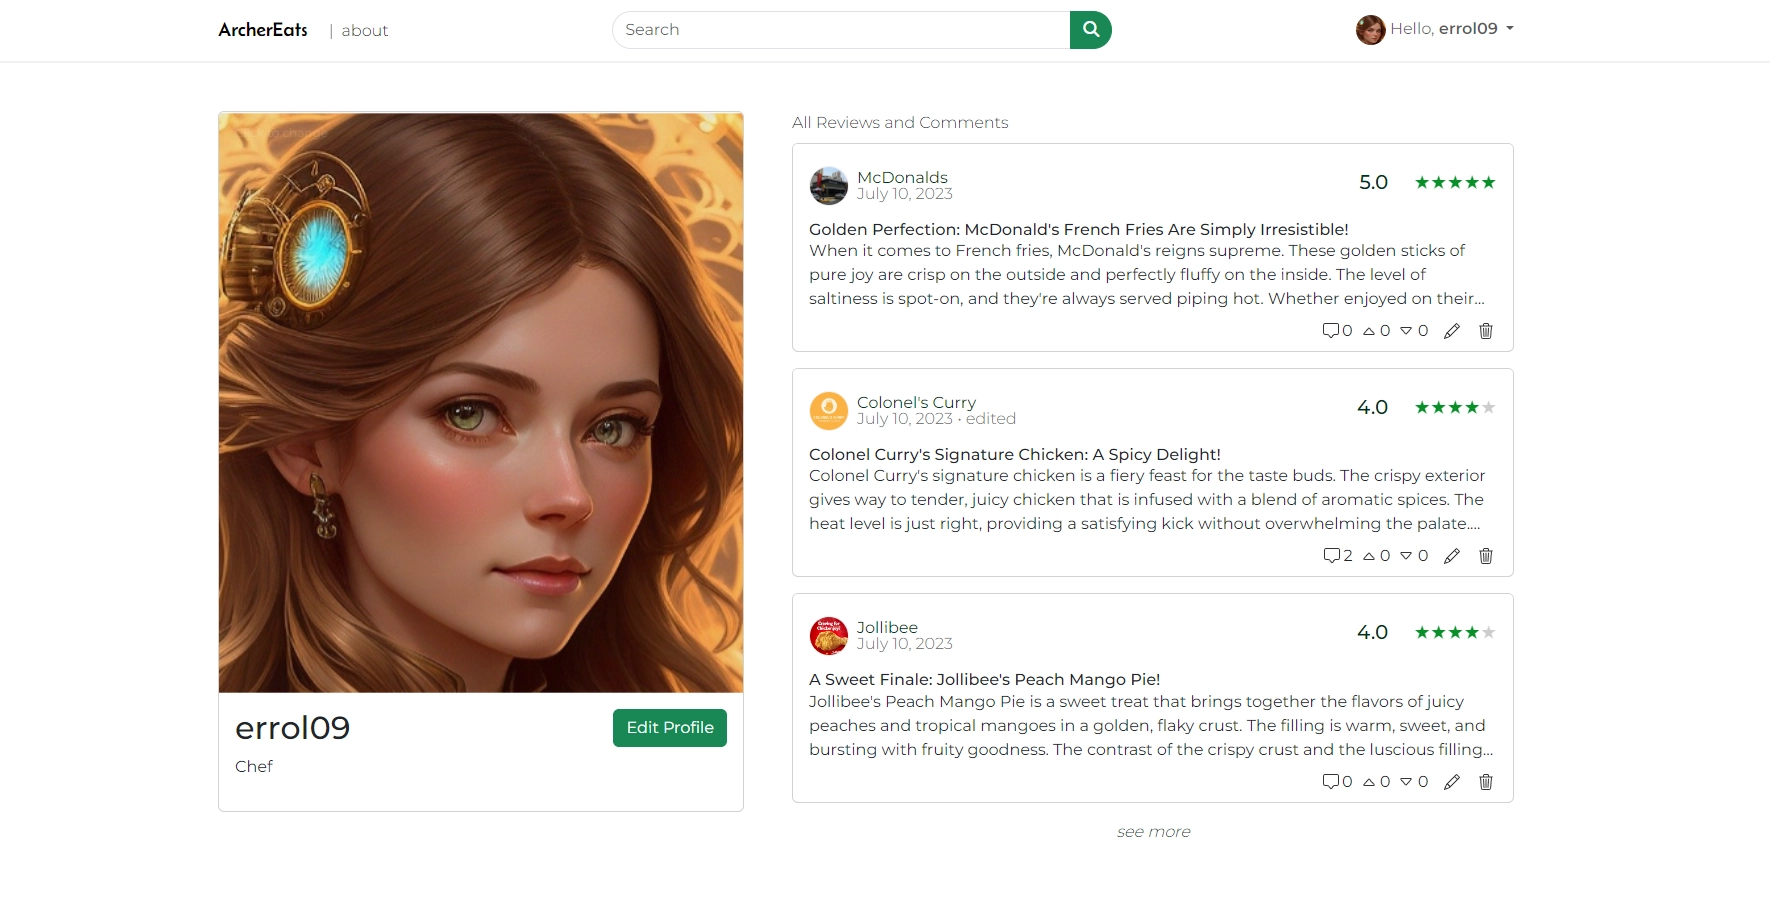 ArcherEats | about
Search
Hello, errol09
All Reviews and Comments
McDonalds
July 10, 2023
5.0
Golden Perfection: McDonald's French Fries Are Simply Irresistible!
When it comes to French fries, McDonald's reigns supreme. These golden sticks of
pure joy are crisp on the outside and perfectly fluffy on the inside. The level of
saltiness is spot-on, and they're always served piping hot. Whether enjoyed on their...
0 0 0
Colonel's Curry
July 10, 2023 • edited
4.0
Colonel Curry's Signature Chicken: A Spicy Delight!
Colonel Curry's signature chicken is a fiery feast for the taste buds. The crispy exterior
gives way to tender, juicy chicken that is infused with a blend of aromatic spices. The
heat level is just right, providing a satisfying kick without overwhelming the palate....
2 0 0
Jollibee
July 10, 2023
4.0
A Sweet Finale: Jollibee's Peach Mango Pie!
Jollibee's Peach Mango Pie is a sweet treat that brings together the flavors of juicy
peaches and tropical mangoes in a golden, flaky crust. The filling is warm, sweet, and
bursting with fruity goodness. The contrast of the crispy crust and the luscious filling...
0 0 0
see more
errol09
Edit Profile
Chef